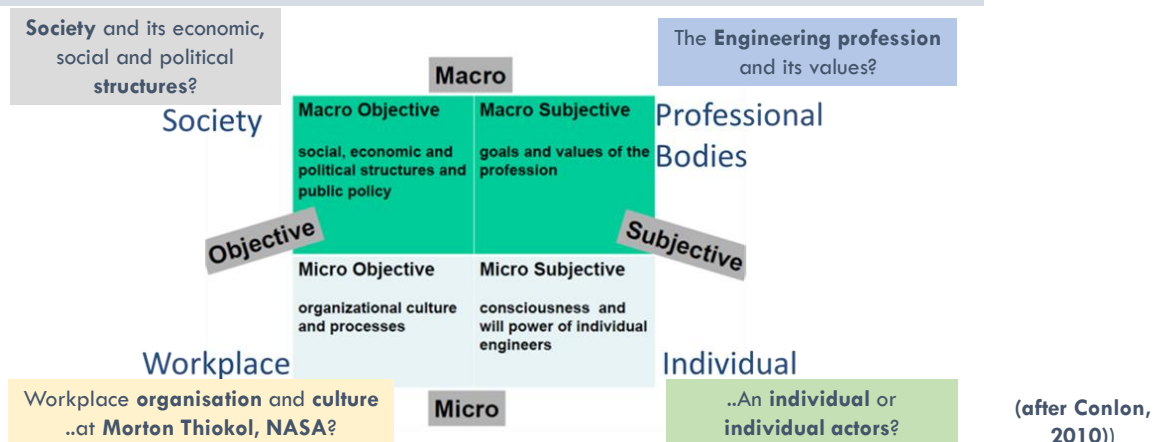 Society and its economic,
social and political
structures?
The Engineering profession
and its values?
Macro
Society
Macro Objective
social, economic and
political structures and
public policy
Macro Subjective
goals and values of the
profession
Professional
Bodies
Objective
Subjective
Micro Objective
organizational culture
and processes
Micro Subjective
consciousness and
will power of individual
engineers
Workplace
Individual
Workplace organisation and culture
..at Morton Thiokol, NASA?
Micro
..An individual or
individual actors?
(after Conlon,
2010))